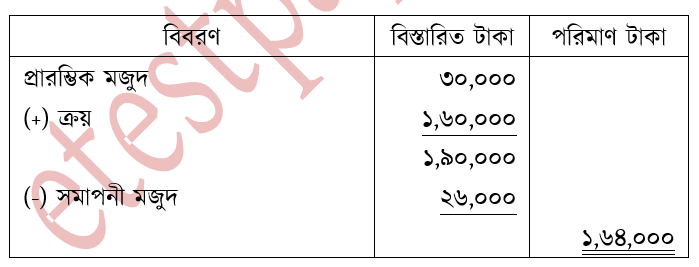 বিবরণ বিস্তারিত টাকা পরিমাণ টাকা
প্রারম্ভিক মজুদ ৩০,০০০
(+) ক্রয় ১,৬০,০০০
১,৯০,০০০
(-) সমাপনী মজুদ ২৬,০০০
১,৬৪,০০০